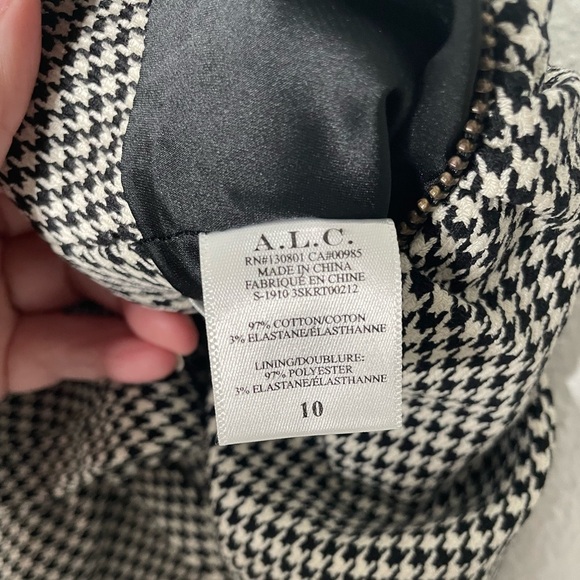 A.L.C.
RN#130801 CA#00985
MADE IN CHINA
FABRIQUÉ EN CHINE
S-1910 3SKRT00212
97% COTTON/COTON
3% ELASTANE/ÉLASTHANNE
LINING/DOUBLURE:
97% POLYESTER
3% ELASTANE/ÉLASTHANNE
10